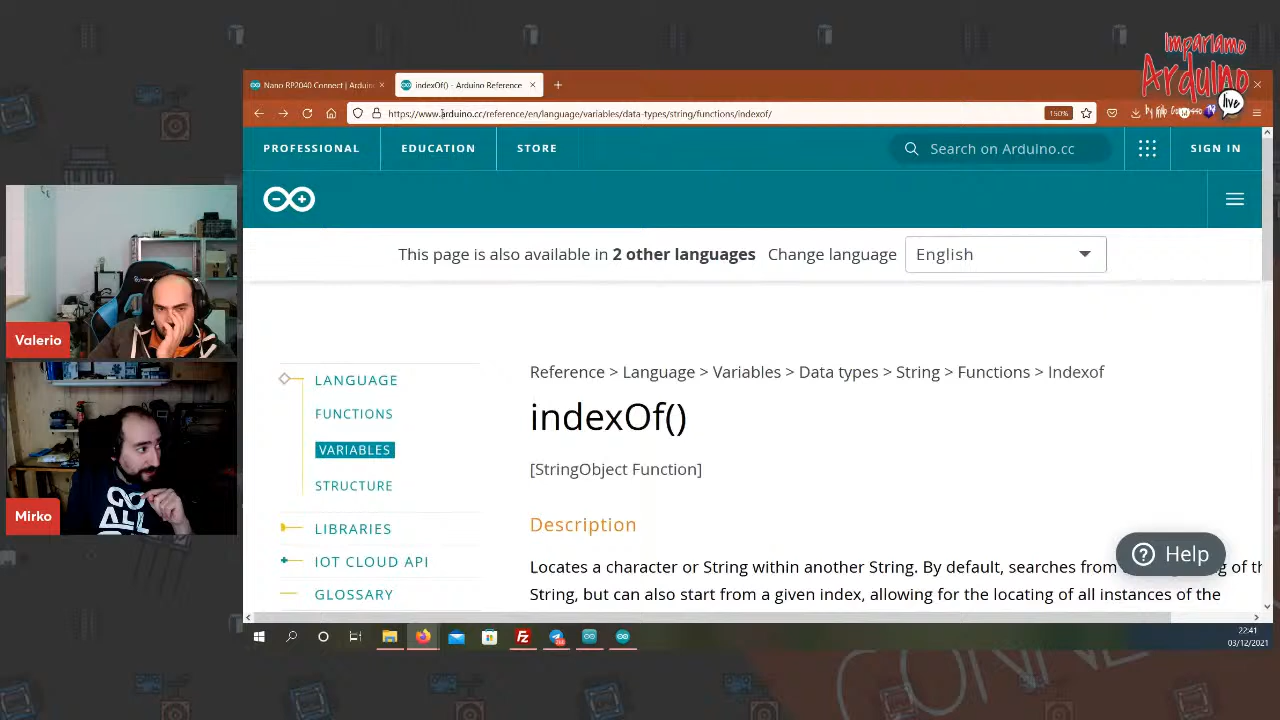 Impariamo
Arduino
live
Nano RP2040 Connect | Arduin
indexOf() - Arduino Reference
https://www.arduino.cc/reference/en/language/variables/data-types/string/functions/indexof/
150%
PROFESSIONAL
EDUCATION
STORE
Search on Arduino.cc
SIGN IN
This page is also available in 2 other languages
Change language
English
Valerio
Mirko
LANGUAGE
FUNCTIONS
VARIABLES
STRUCTURE
LIBRARIES
IOT CLOUD API
GLOSSARY
Reference > Language > Variables > Data types > String > Functions > Indexof
indexOf()
[StringObject Function]
Description
Locates a character or String within another String. By default, searches from
String, but can also start from a given index, allowing for the locating of all instances of the
Help
22:41
03/12/2021
CONNE